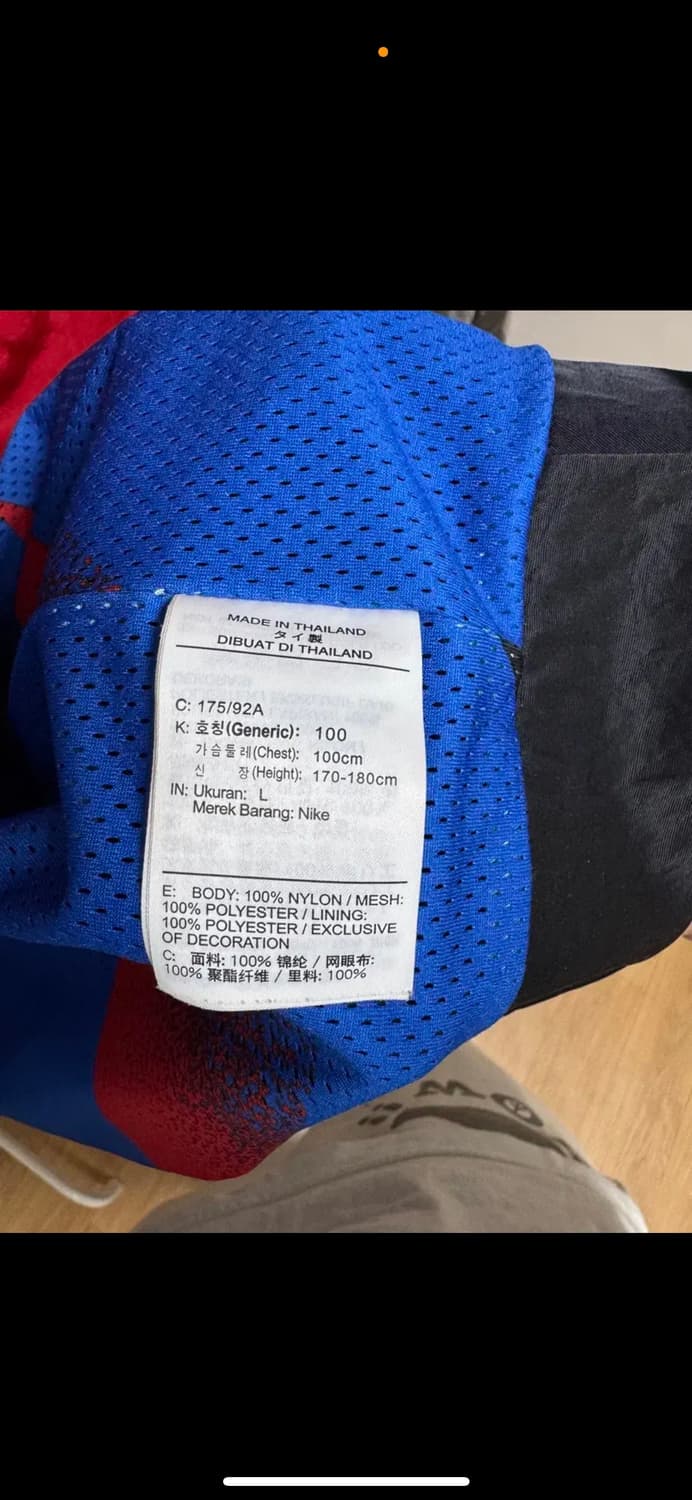 MADE IN THAILAND
タイ製
DIBUAT DI THAILAND
C: 175/92A
K: 호칭(Generic): 100
가슴둘레(Chest): 100cm
신 장(Height): 170-180cm
IN: Ukuran: L
Merek Barang: Nike
E: BODY: 100% NYLON / MESH:
100% POLYESTER / LINING:
100% POLYESTER / EXCLUSIVE
OF DECORATION
C: 面料: 100% 锦纶 / 网眼布:
100% 聚酯纤维 / 里料: 100%